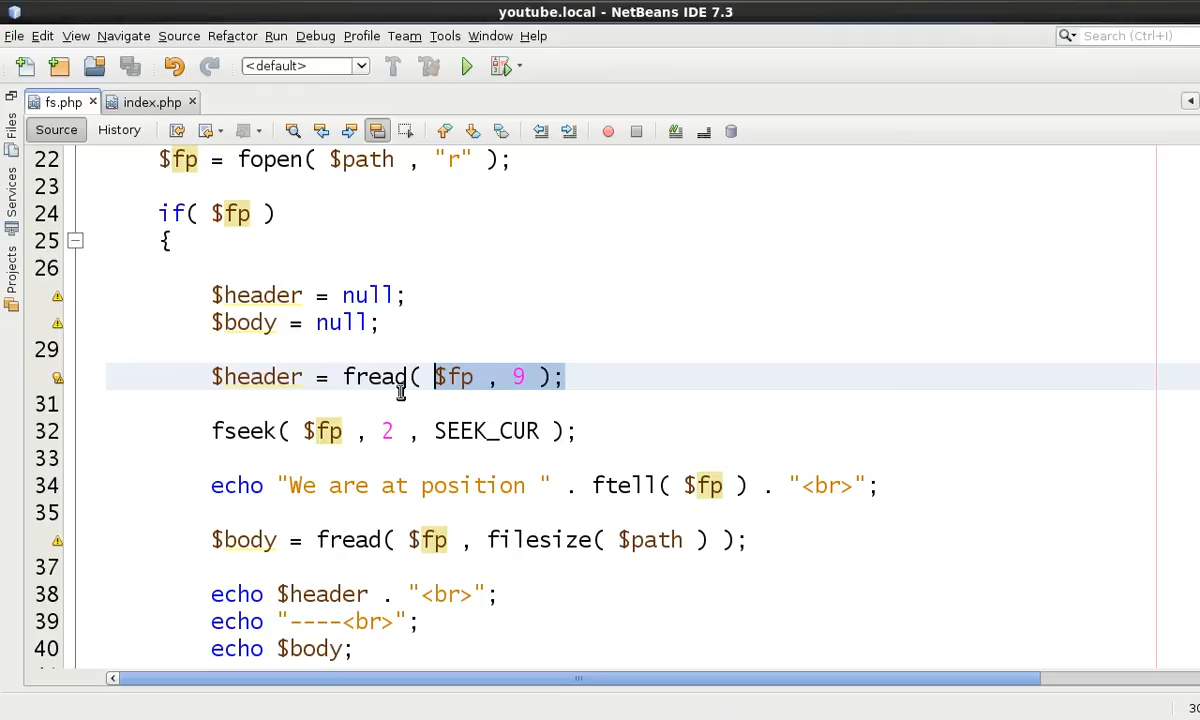 youtube.local - NetBeans IDE 7.3
File Edit View Navigate Source Refactor Run Debug Profile Team Tools Window Help
Search (Ctrl+I)
<default>
fs.php index.php
Source History
Files
Services
Projects
22 $fp = fopen( $path , "r" );
23
24 if( $fp )
25 {
26
$header = null;
$body = null;
29
$header = fread( $fp , 9 );
31
32 fseek( $fp , 2 , SEEK_CUR );
33
34 echo "We are at position " . ftell( $fp ) . "<br>";
35
$body = fread( $fp , filesize( $path ) );
37
38 echo $header . "<br>";
39 echo "----<br>";
40 echo $body;